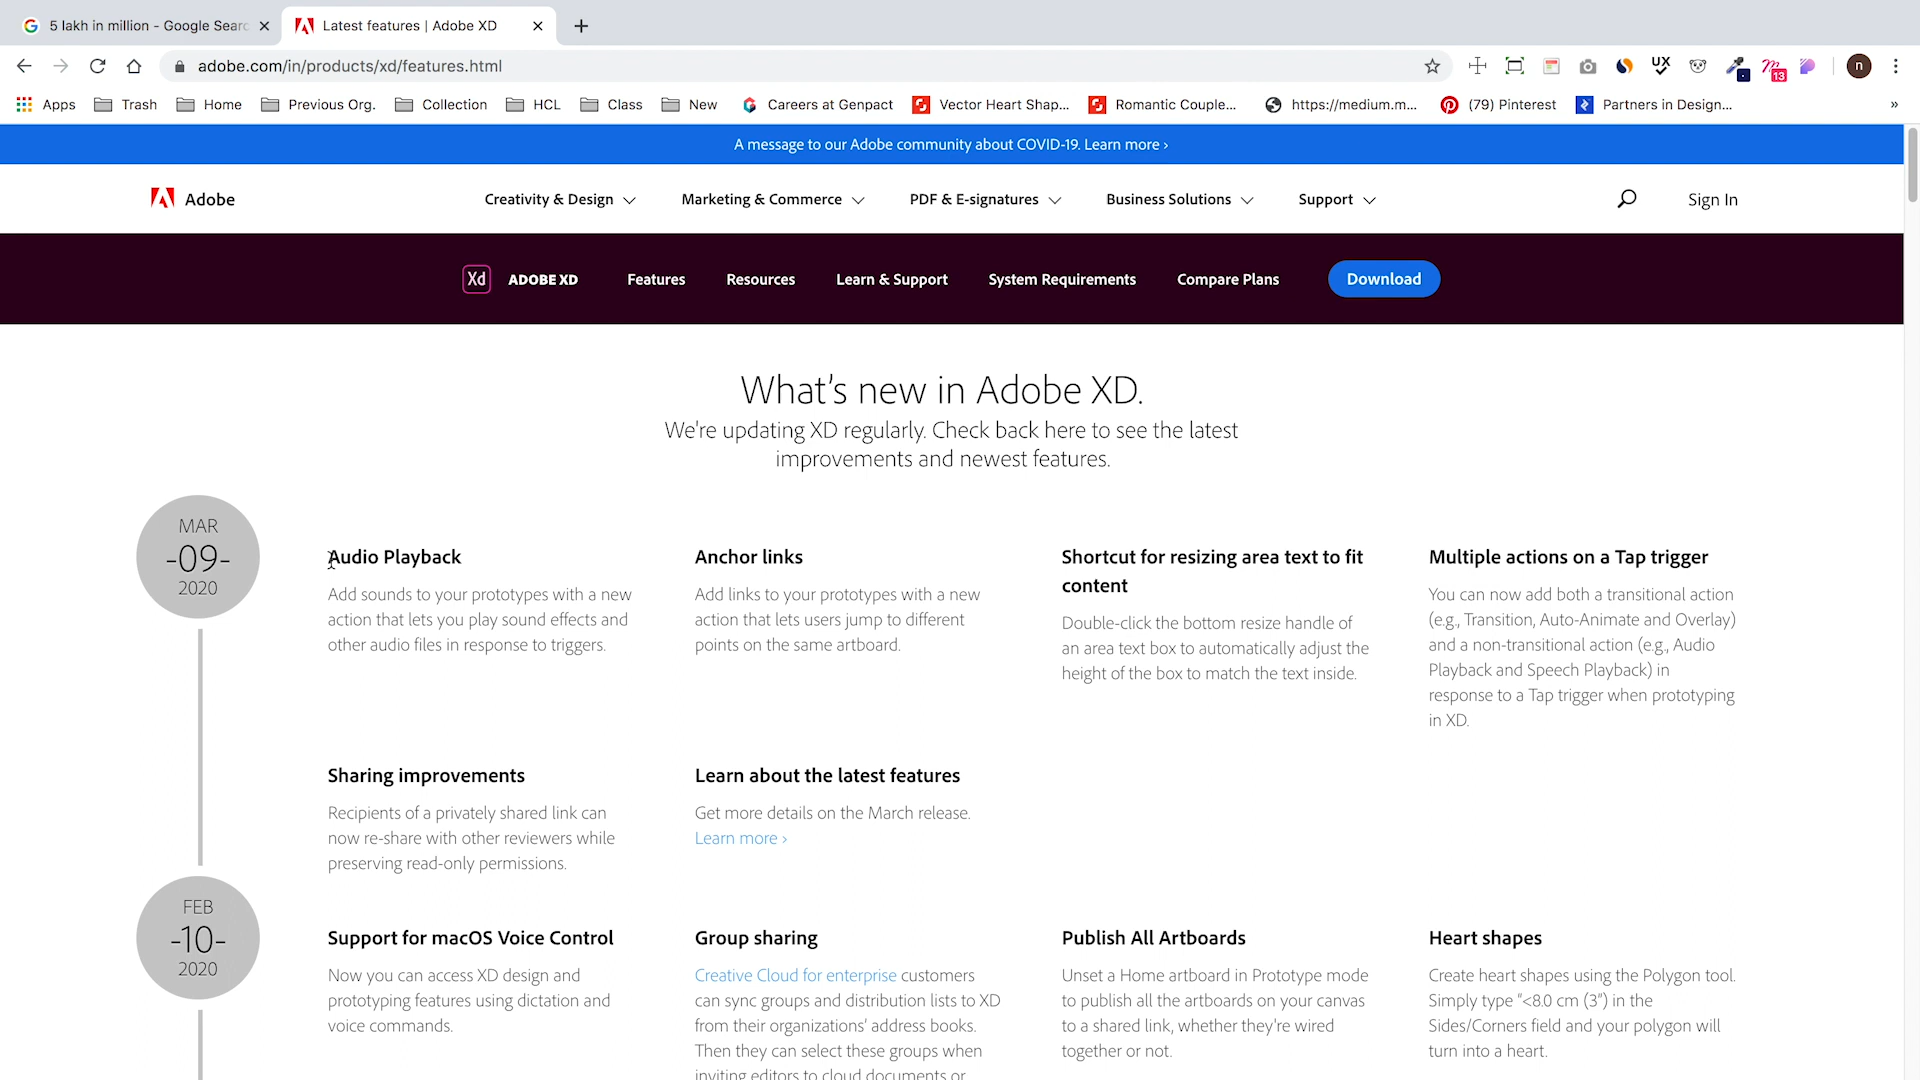 5 lakh in million - Google Searc
Latest features | Adobe XD
adobe.com/in/products/xd/features.html
UX
13
n
Apps
Trash
Home
Previous Org.
Collection
HCL
Class
New
Careers at Genpact
Vector Heart Shap...
Romantic Couple...
https://medium.m...
(79) Pinterest
Partners in Design...
»
A message to our Adobe community about COVID-19. Learn more ›
Adobe
Creativity & Design
Marketing & Commerce
PDF & E-signatures
Business Solutions
Support
Sign In
Xd
ADOBE XD
Features
Resources
Learn & Support
System Requirements
Compare Plans
Download
What's new in Adobe XD.
We're updating XD regularly. Check back here to see the latest
improvements and newest features.
MAR
-09-
2020
Audio Playback
Add sounds to your prototypes with a new
action that lets you play sound effects and
other audio files in response to triggers.
Anchor links
Add links to your prototypes with a new
action that lets users jump to different
points on the same artboard.
Shortcut for resizing area text to fit
content
Double-click the bottom resize handle of
an area text box to automatically adjust the
height of the box to match the text inside.
Multiple actions on a Tap trigger
You can now add both a transitional action
(e.g., Transition, Auto-Animate and Overlay)
and a non-transitional action (e.g., Audio
Playback and Speech Playback) in
response to a Tap trigger when prototyping
in XD.
Sharing improvements
Recipients of a privately shared link can
now re-share with other reviewers while
preserving read-only permissions.
Learn about the latest features
Get more details on the March release.
Learn more ›
FEB
-10-
2020
Support for macOS Voice Control
Now you can access XD design and
prototyping features using dictation and
voice commands.
Group sharing
Creative Cloud for enterprise customers
can sync groups and distribution lists to XD
from their organizations' address books.
Then they can select these groups when
inviting editors to cloud documents or
Publish All Artboards
Unset a Home artboard in Prototype mode
to publish all the artboards on your canvas
to a shared link, whether they're wired
together or not.
Heart shapes
Create heart shapes using the Polygon tool.
Simply type "<8.0 cm (3") in the
Sides/Corners field and your polygon will
turn into a heart.